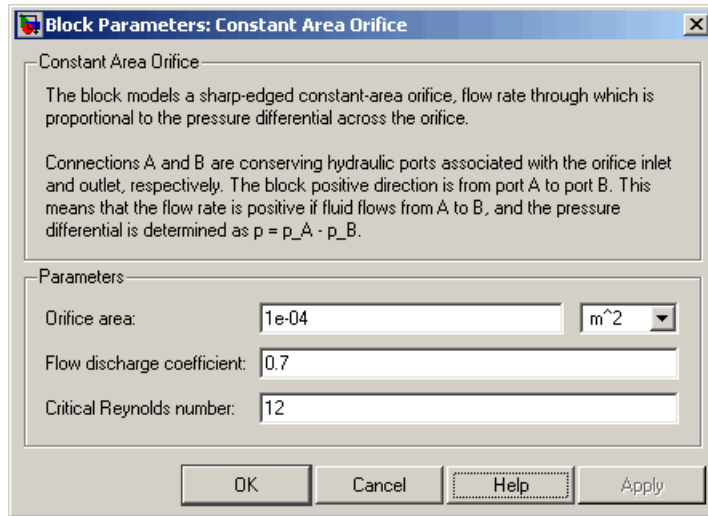 Block Parameters: Constant Area Orifice
Constant Area Orifice
The block models a sharp-edged constant-area orifice, flow rate through which is
proportional to the pressure differential across the orifice.
Connections A and B are conserving hydraulic ports associated with the orifice inlet
and outlet, respectively. The block positive direction is from port A to port B. This
means that the flow rate is positive if fluid flows from A to B, and the pressure
differential is determined as p = p_A - p_B.
Parameters
Orifice area: 1e-04 m^2
Flow discharge coefficient: 0.7
Critical Reynolds number: 12
OK Cancel Help Apply